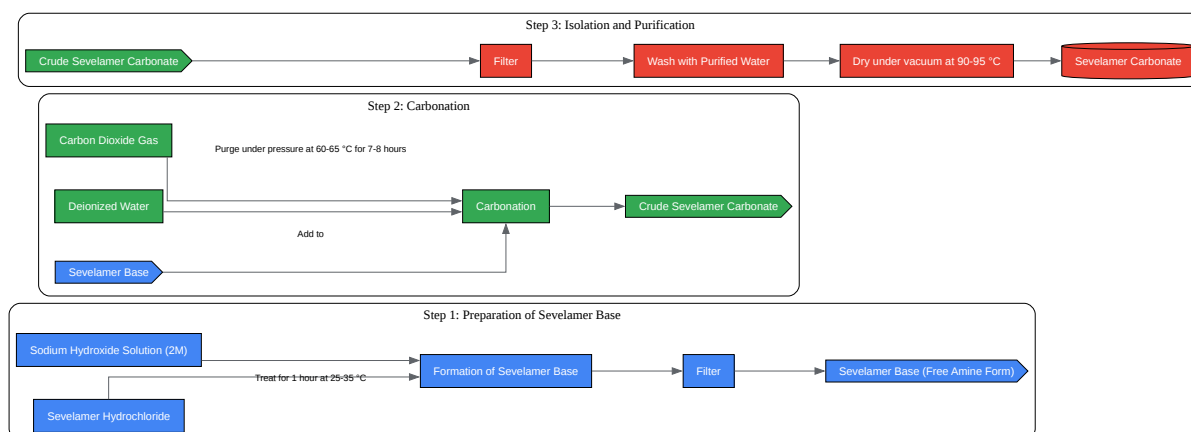 Step 3: Isolation and Purification
Crude Sevelamer Carbonate
Filter
Wash with Purified Water
Dry under vacuum at 90-95 °C
Sevelamer Carbonate
Step 2: Carbonation
Carbon Dioxide Gas
Purge under pressure at 60-65 °C for 7-8 hours
Deionized Water
Carbonation
Crude Sevelamer Carbonate
Add to
Sevelamer Base
Step 1: Preparation of Sevelamer Base
Sodium Hydroxide Solution (2M)
Treat for 1 hour at 25-35 °C
Formation of Sevelamer Base
Filter
Sevelamer Base (Free Amine Form)
Sevelamer Hydrochloride